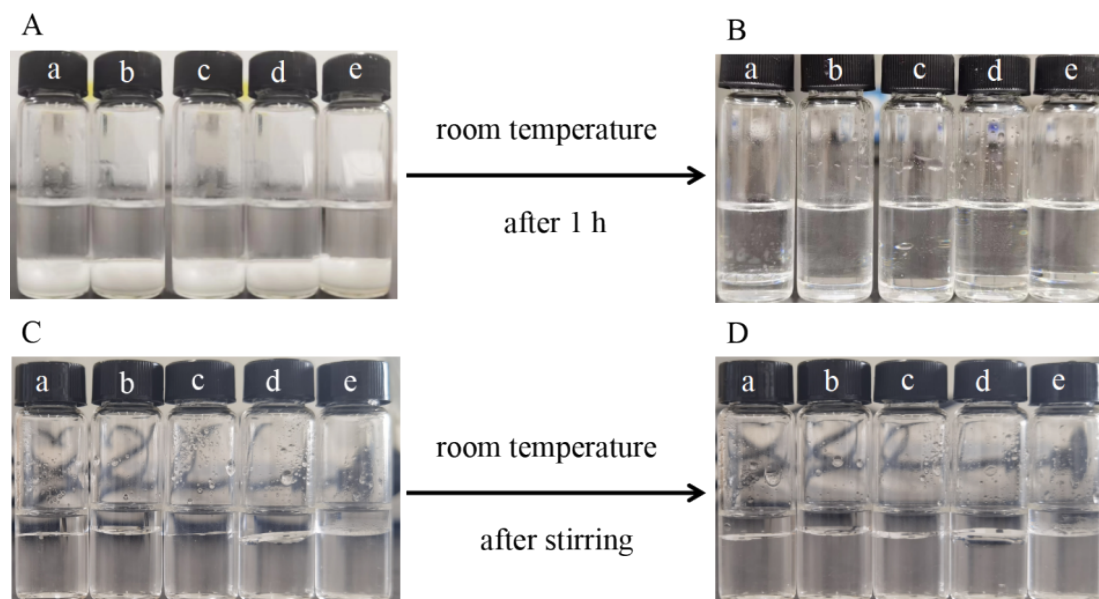 A
B
a b c d e
room temperature
after 1 h
a b c d e
C
D
a b c d e
room temperature
after stirring
a b c d e